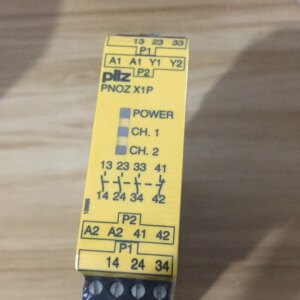 13 23 33
P1
A1 A1 Y1 Y2
P2
pilz
PNOZ X1P
POWER
CH. 1
CH. 2
13 23 33 41
14 24 34 42
P2
A2 A2 41 42
P1
14 24 34